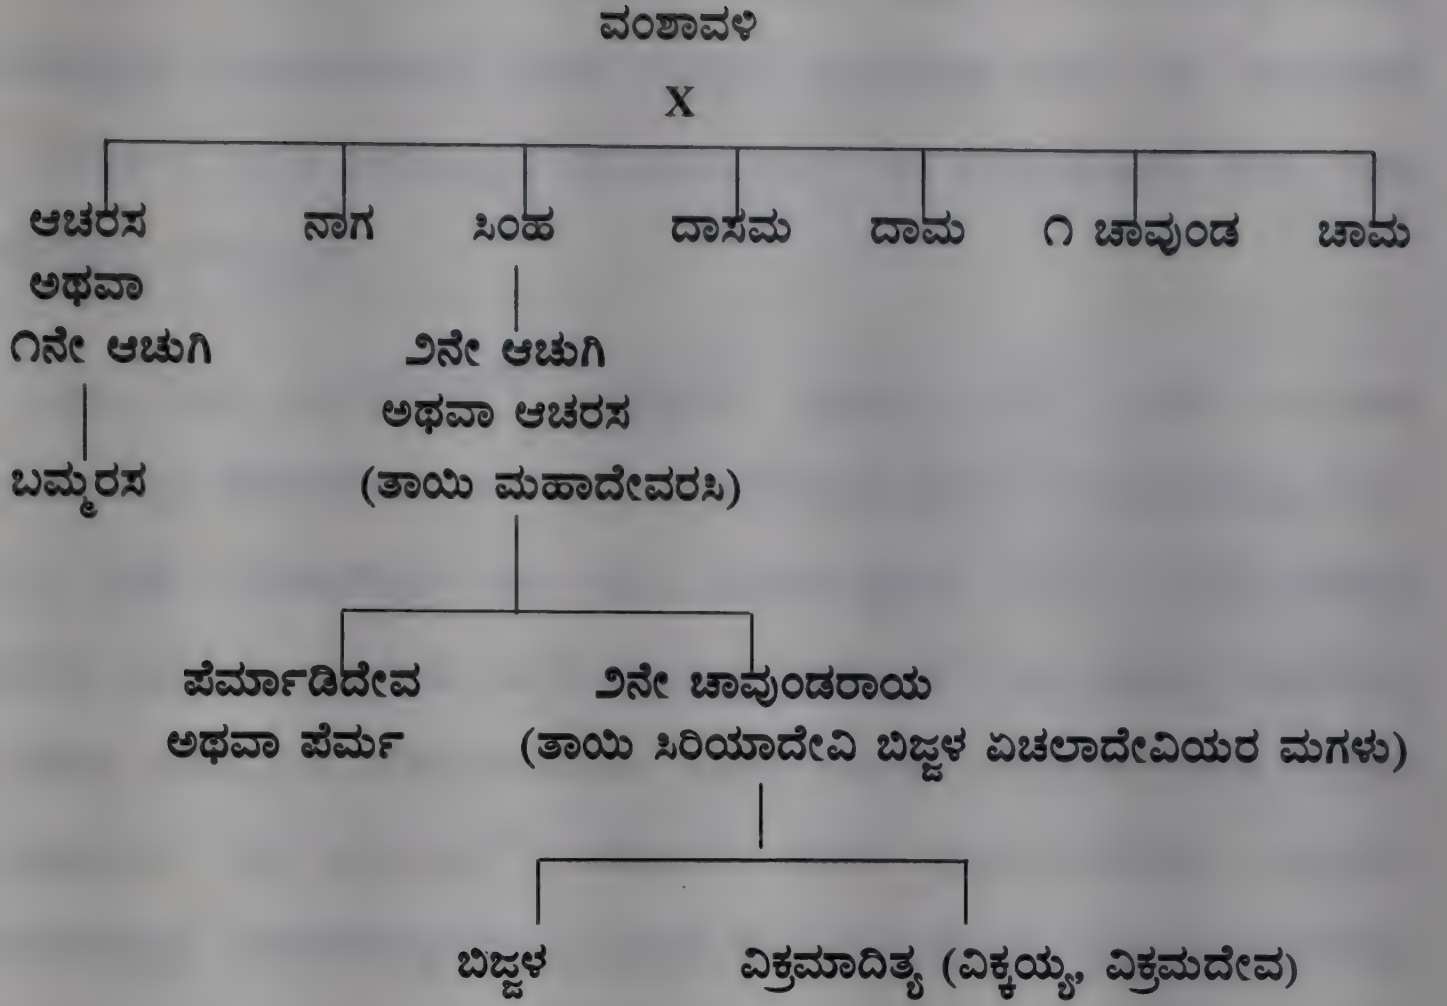 ವಂಶಾವಳಿ
X
ಆಚರಸ ನಾಗ ಸಿಂಹ ದಾಸಮ ದಾಮ ೧ ಚಾವುಂಡ ಚಾಮ
ಅಥವಾ
೧ನೇ ಆಚುಗಿ ೨ನೇ ಆಚುಗಿ
ಅಥವಾ ಆಚರಸ
ಬಮ್ಮರಸ (ತಾಯಿ ಮಹಾದೇವರಸಿ)
ಪೆರ್ಮಾಡಿದೇವ ೨ನೇ ಚಾವುಂಡರಾಯ
ಅಥವಾ ಪೆರ್ಮ (ತಾಯಿ ಸಿರಿಯಾದೇವಿ ಬಿಜ್ಜಳ ಏಚಲಾದೇವಿಯರ ಮಗಳು)
ಬಿಜ್ಜಳ ವಿಕ್ರಮಾದಿತ್ಯ (ವಿಕ್ಕಯ್ಯ, ವಿಕ್ರಮದೇವ)